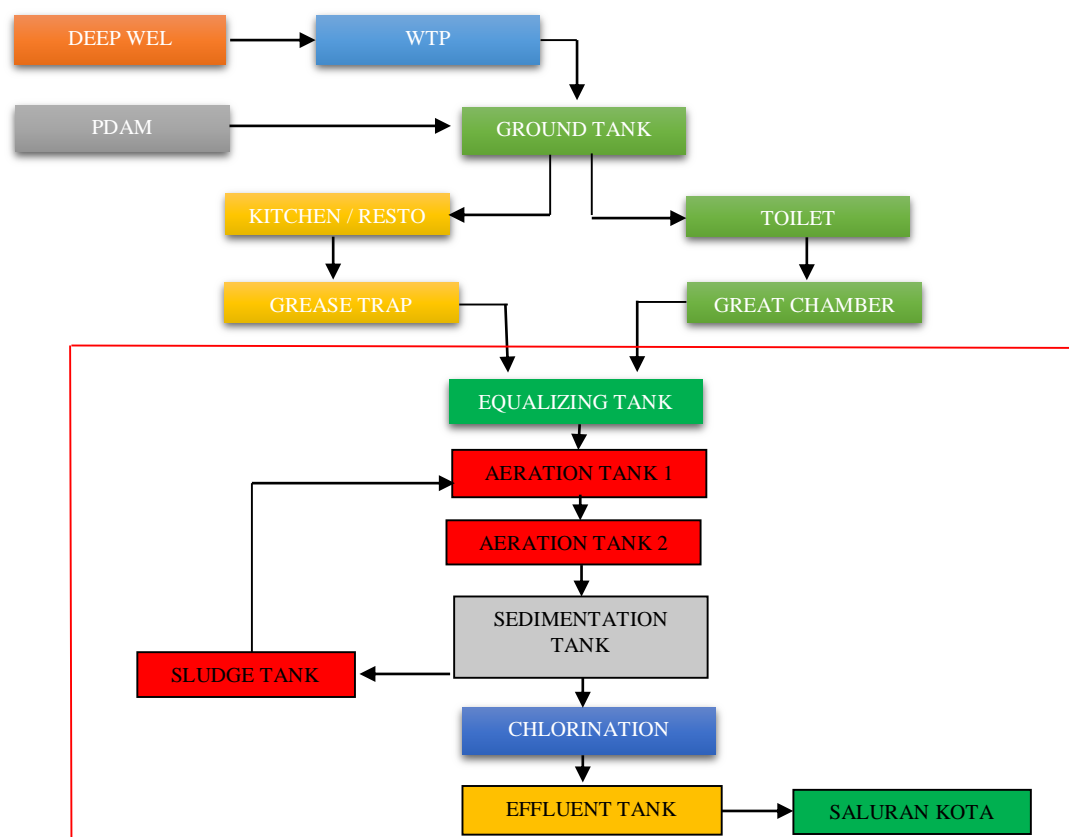 DEEP WEL
WTP
PDAM
GROUND TANK
KITCHEN / RESTO
TOILET
GREASE TRAP
GREAT CHAMBER
EQUALIZING TANK
AERATION TANK 1
AERATION TANK 2
SEDIMENTATION
TANK
SLUDGE TANK
CHLORINATION
EFFLUENT TANK
SALURAN KOTA